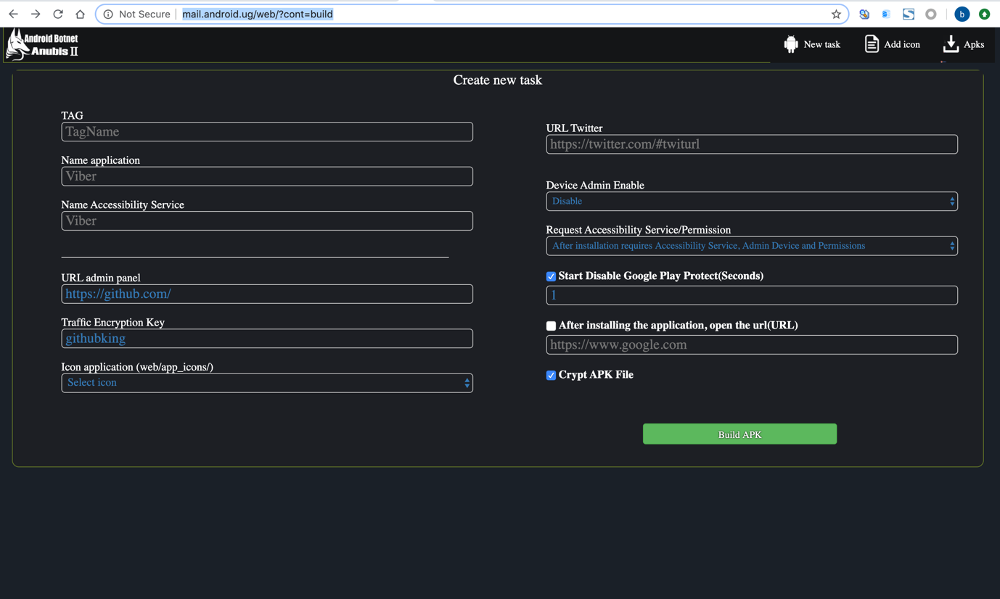 Not Secure mail.android.ug/web/?cont=build
b
Android Botnet
Anubis II
New task
Add icon
Apks
Create new task
TAG
TagName
Name application
Viber
Name Accessibility Service
Viber
URL admin panel
https://github.com/
Traffic Encryption Key
githubking
Icon application (web/app_icons/)
Select icon
URL Twitter
https://twitter.com/#twiturl
Device Admin Enable
Disable
Request Accessibility Service/Permission
After installation requires Accessibility Service, Admin Device and Permissions
Start Disable Google Play Protect(Seconds)
1
After installing the application, open the url(URL)
https://www.google.com
Crypt APK File
Build APK